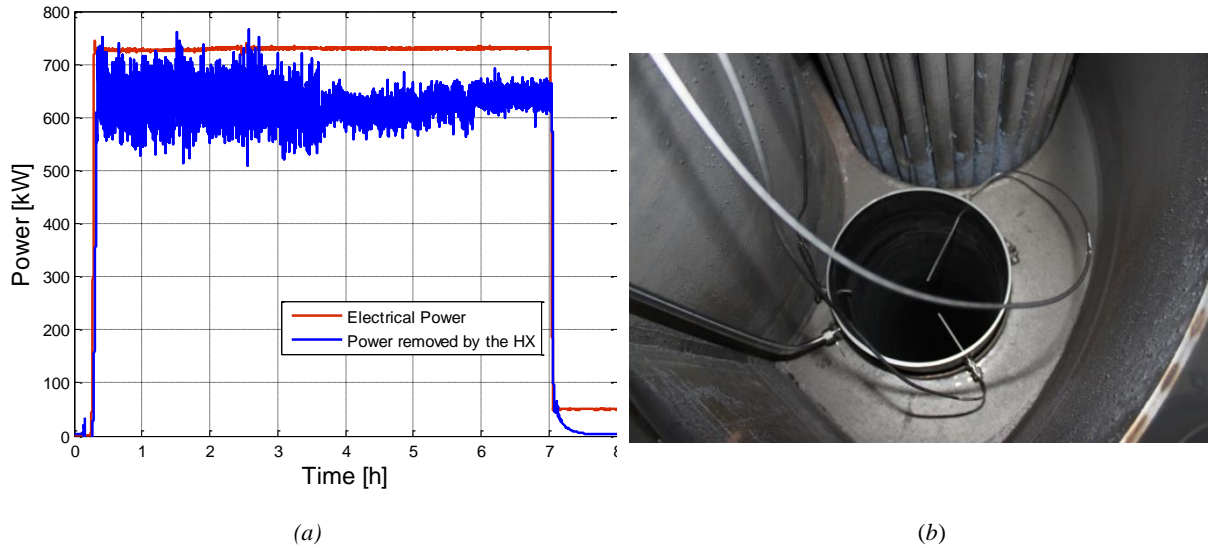 800
700
600
500
400
300
200
100
0
Power [kW]
Electrical Power
Power removed by the HX
0 1 2 3 4 5 6 7 8
Time [h]
(a) (b)